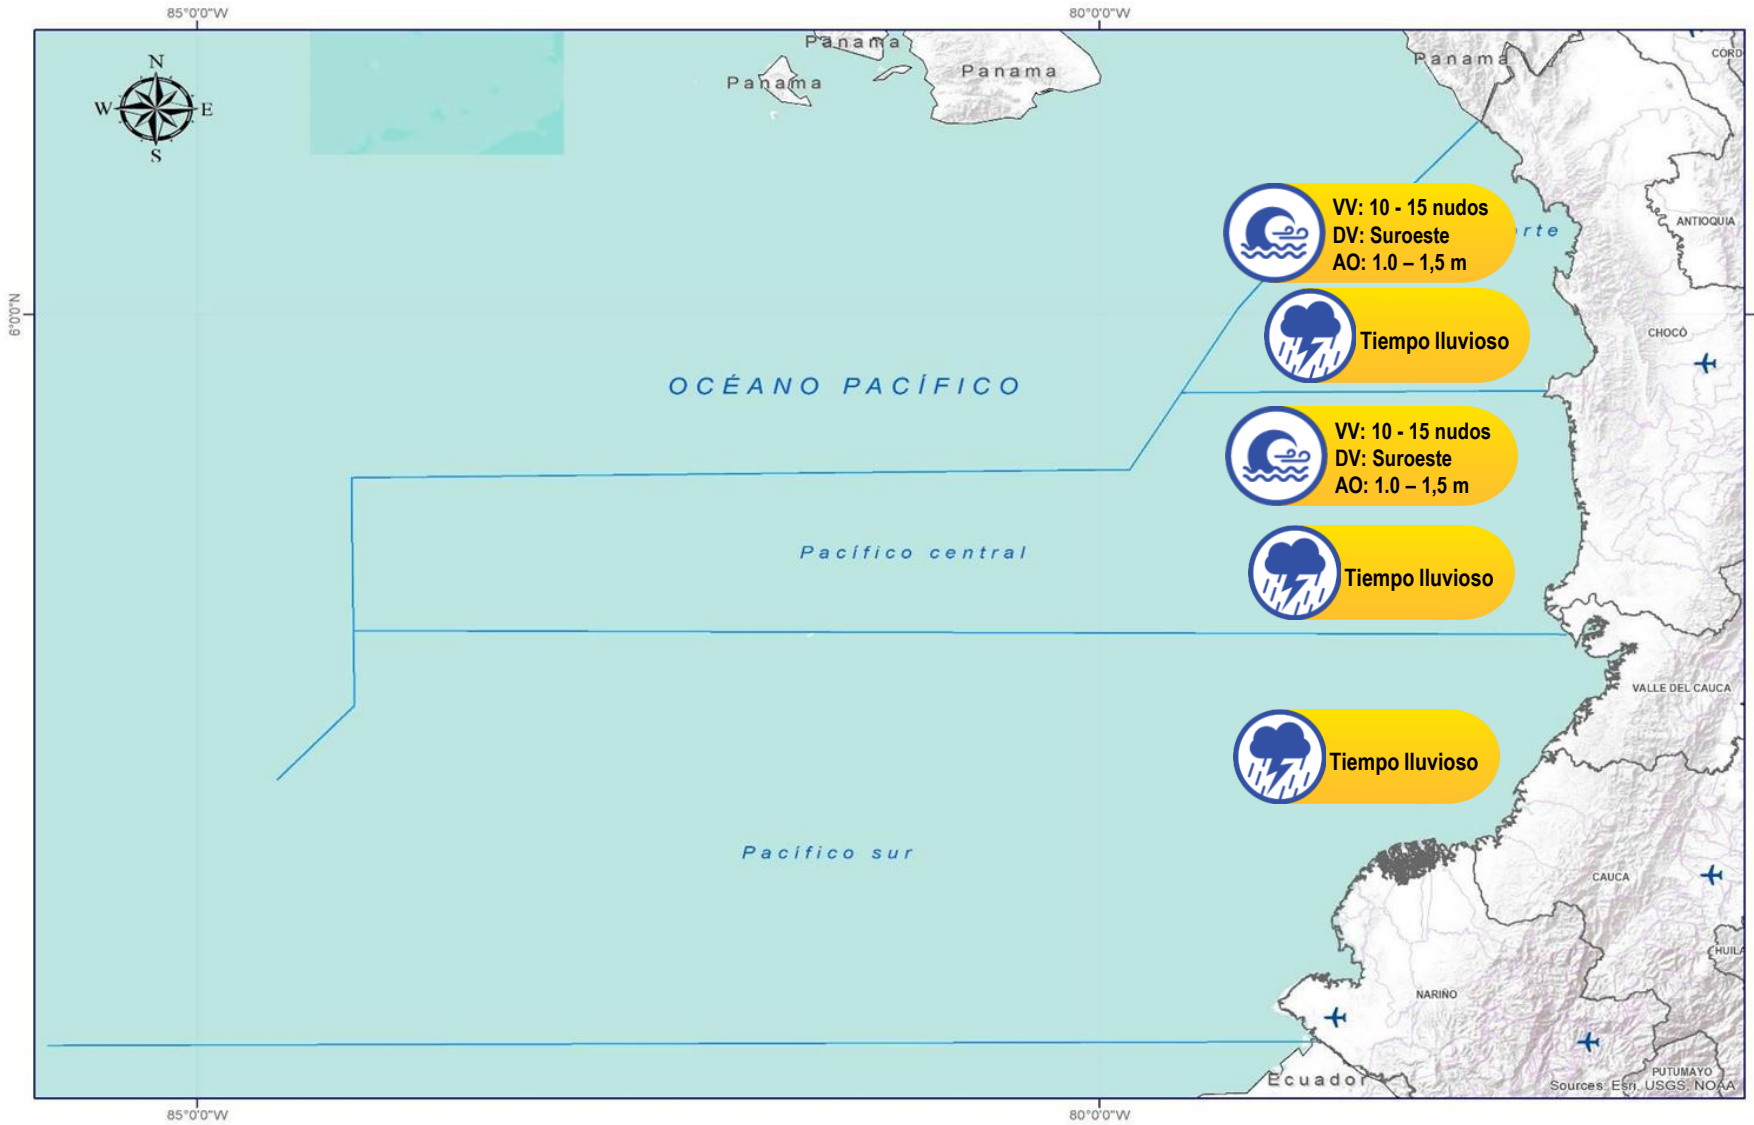 85°0'0"W
80°0'0"W
Panama
Panama
Panama
Panama
CORD
N
W
E
S
ANTIOQUIA
VV: 10 - 15 nudos
DV: Suroeste
AO: 1.0 – 1,5 m
orte
6°0'0"N
Tiempo lluvioso
CHOCÓ
OCÉANO PACÍFICO
VV: 10 - 15 nudos
DV: Suroeste
AO: 1.0 – 1,5 m
Pacífico central
Tiempo lluvioso
VALLE DEL CAUCA
Tiempo lluvioso
Pacífico sur
CAUCA
HUILA
NARIÑO
Ecuador
PUTUMAYO
Sources: Esri, USGS, NOAA
85°0'0"W
80°0'0"W